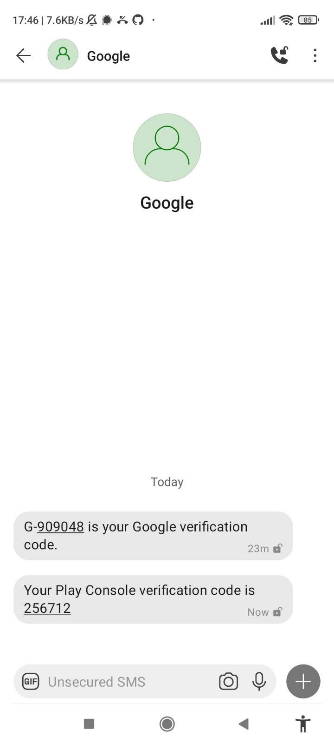 17:46 | 7.6KB/s
85
Google
Google
Today
G-909048 is your Google verification
code.
23m
Your Play Console verification code is
256712
Now
GIF
Unsecured SMS